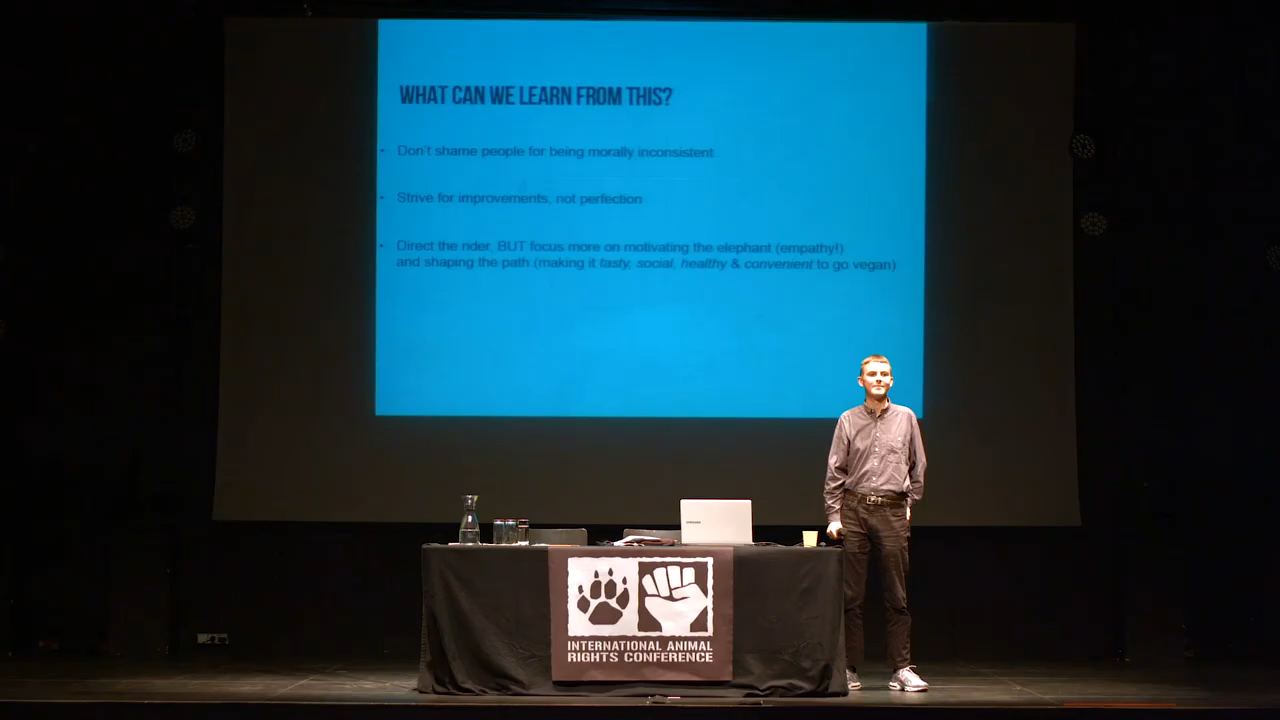 WHAT CAN WE LEARN FROM THIS?
• Don't shame people for being morally inconsistent
• Strive for improvements, not perfection
• Direct the rider, BUT focus more on motivating the elephant (empathy!)
and shaping the path (making it tasty, social, healthy & convenient to go vegan)
SAMSUNG
INTERNATIONAL ANIMAL
RIGHTS CONFERENCE